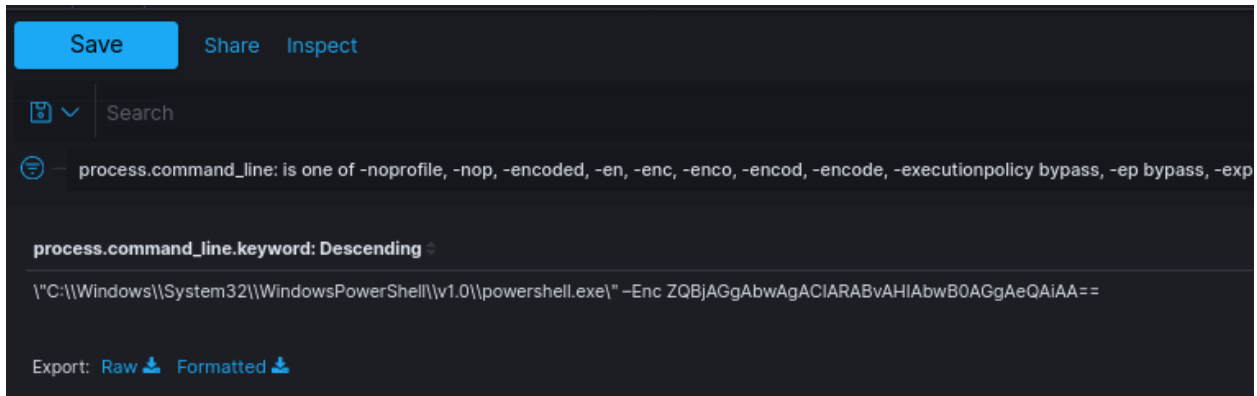 Save Share Inspect
Search
process.command_line: is one of -noprofile, -nop, -encoded, -en, -enc, -enco, -encod, -encode, -executionpolicy bypass, -ep bypass, -exp
process.command_line.keyword: Descending
\"C:\\Windows\\System32\\WindowsPowerShell\\v1.0\\powershell.exe\" –Enc ZQBjAGgAbwAgACIARABvAHIAbwB0AGgAeQAiAA==
Export: Raw Formatted